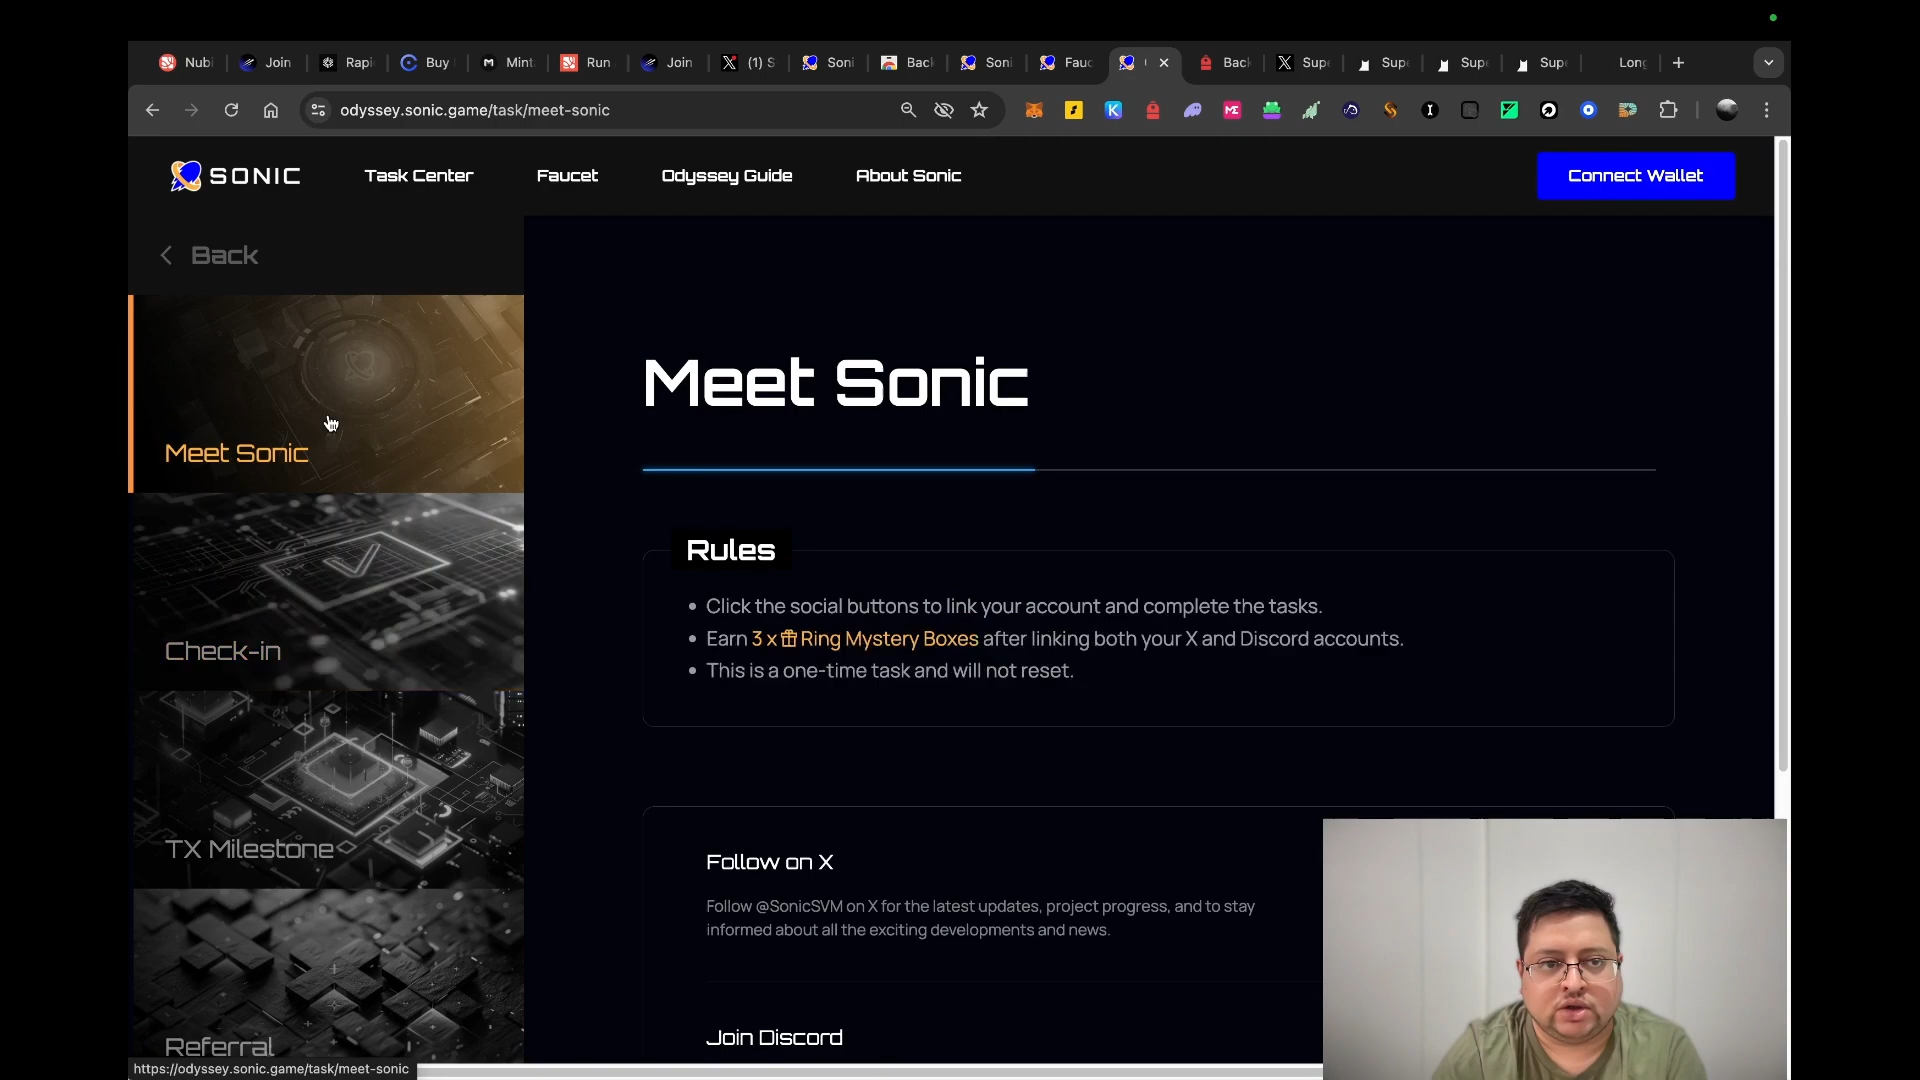 Nubi
Join
Rapi
Buy
Mint
Run
Join
(1) S
Soni
Back
Soni
Fauc
Back
Supe
Supe
Supe
Supe
Long
odyssey.sonic.game/task/meet-sonic
SONIC
Task Center
Faucet
Odyssey Guide
About Sonic
Connect Wallet
Back
Meet Sonic
Check-in
TX Milestone
Referral
https://odyssey.sonic.game/task/meet-sonic
Meet Sonic
Rules
Click the social buttons to link your account and complete the tasks.
Earn 3 x Ring Mystery Boxes after linking both your X and Discord accounts.
This is a one-time task and will not reset.
Follow on X
Follow @SonicSVM on X for the latest updates, project progress, and to stay
informed about all the exciting developments and news.
Join Discord